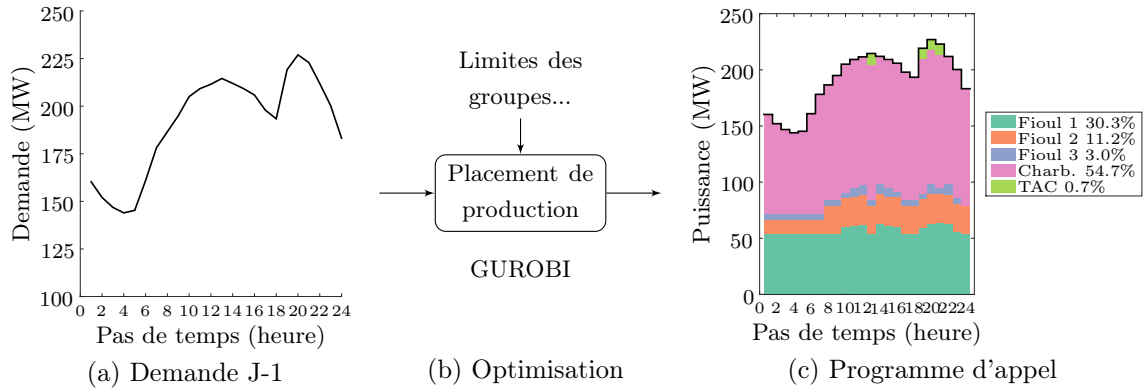 250
225
200
175
150
125
100
0 2 4 6 8 10 12 14 16 18 20 22 24
Demande (MW)
Pas de temps (heure)
(a) Demande J-1
Limites des
groupes...
Placement de
production
GUROBI
(b) Optimisation
250
200
150
100
50
0
0 2 4 6 8 10 12 14 16 18 20 22 24
Puissance (MW)
Pas de temps (heure)
Fioul 1 30.3%
Fioul 2 11.2%
Fioul 3 3.0%
Charb. 54.7%
TAC 0.7%
(c) Programme d'appel